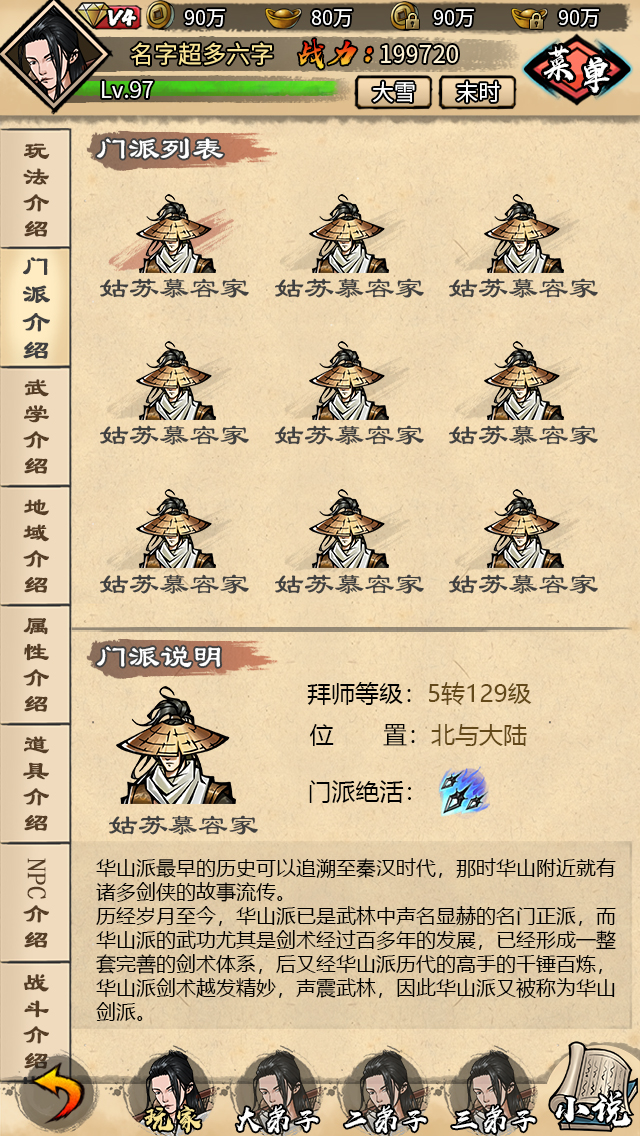 V4 90万 80万 90万 90万
名字超多六字 战力：199720
菜单
Lv.97 大雪 末时
玩法介绍
门派介绍
武学介绍
地域介绍
属性介绍
道具介绍
NPC介绍
战斗介绍
门派列表
姑苏慕容家 姑苏慕容家 姑苏慕容家
姑苏慕容家 姑苏慕容家 姑苏慕容家
姑苏慕容家 姑苏慕容家 姑苏慕容家
门派说明
拜师等级：5转129级
位 置：北与大陆
门派绝活：
姑苏慕容家
华山派最早的历史可以追溯至秦汉时代，那时华山附近就有
诸多剑侠的故事流传。
历经岁月至今，华山派已是武林中声名显赫的名门正派，而
华山派的武功尤其是剑术经过百多年的发展，已经形成一整
套完善的剑术体系，后又经华山派历代的高手的千锤百炼，
华山派剑术越发精妙，声震武林，因此华山派又被称为华山
剑派。
玩家 大弟子 二弟子 三弟子 小说